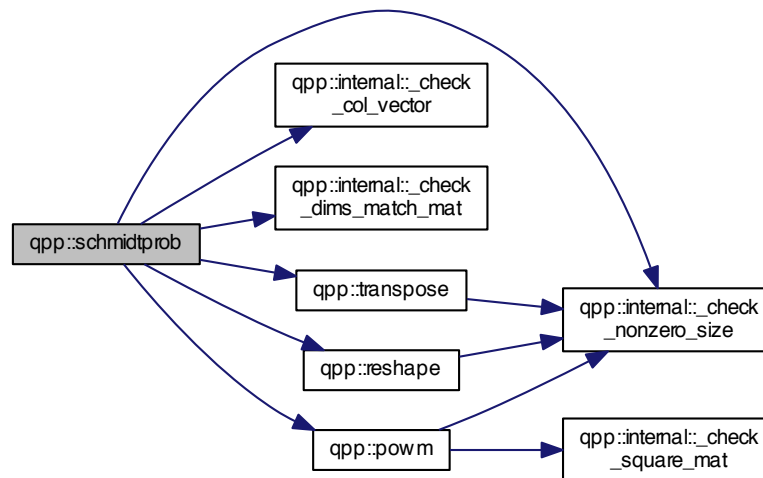 qpp::schmidtprob
qpp::internal::_check
_col_vector
qpp::internal::_check
_dims_match_mat
qpp::transpose
qpp::reshape
qpp::powm
qpp::internal::_check
_nonzero_size
qpp::internal::_check
_square_mat